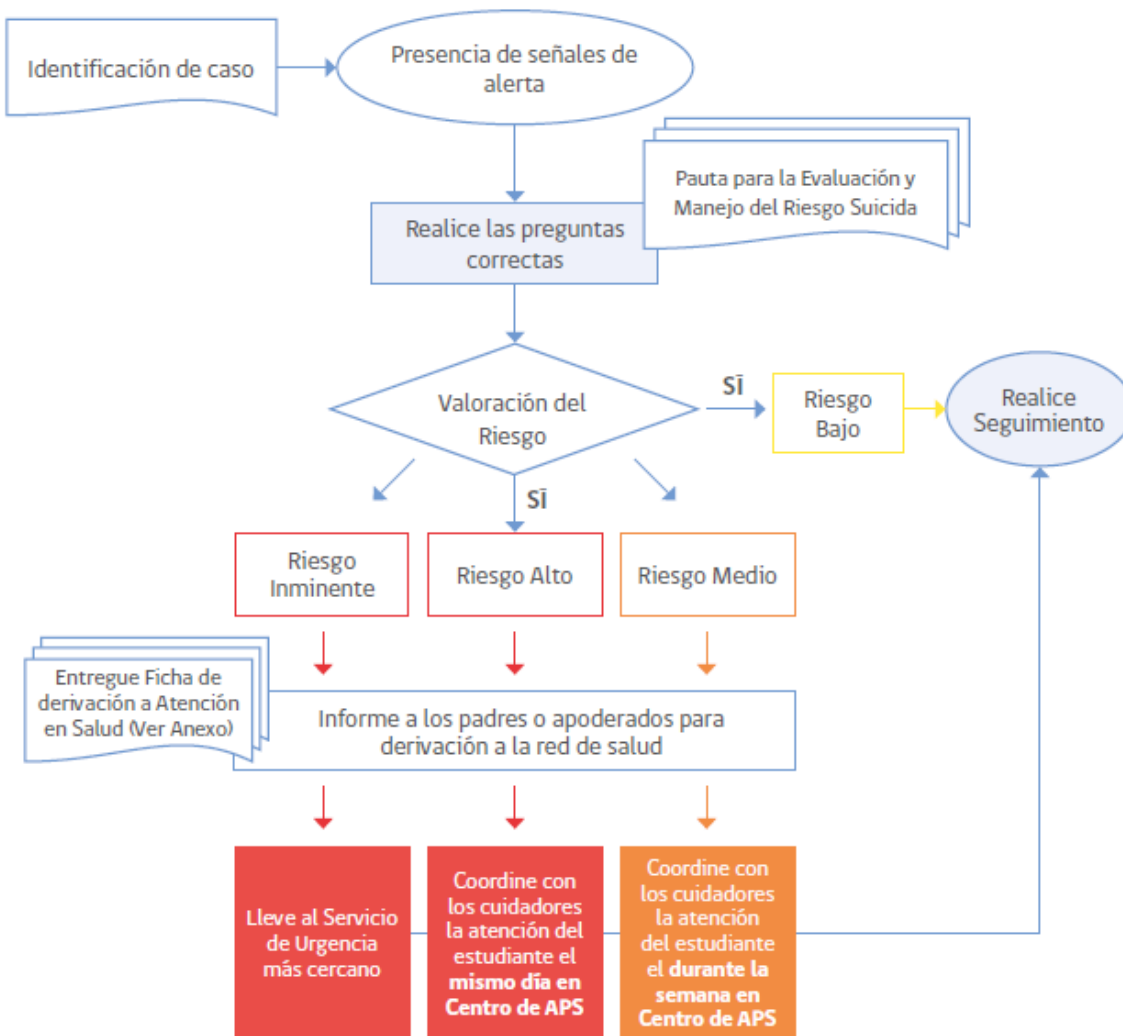 Identificación de caso
Presencia de señales de
alerta
Pauta para la Evaluación y
Manejo del Riesgo Suicida
Realice las preguntas
correctas
Valoración del
Riesgo
SÍ
Riesgo
Bajo
Realice
Seguimiento
SÍ
Riesgo
Inminente
Riesgo Alto
Riesgo Medio
Entregue Ficha de
derivación a Atención
en Salud (Ver Anexo)
Informe a los padres o apoderados para
derivación a la red de salud
Lleve al Servicio
de Urgencia
más cercano
Coordine con
los cuidadores
la atención del
estudiante el
mismo día en
Centro de APS
Coordine con
los cuidadores
la atención
del estudiante
el durante la
semana en
Centro de APS